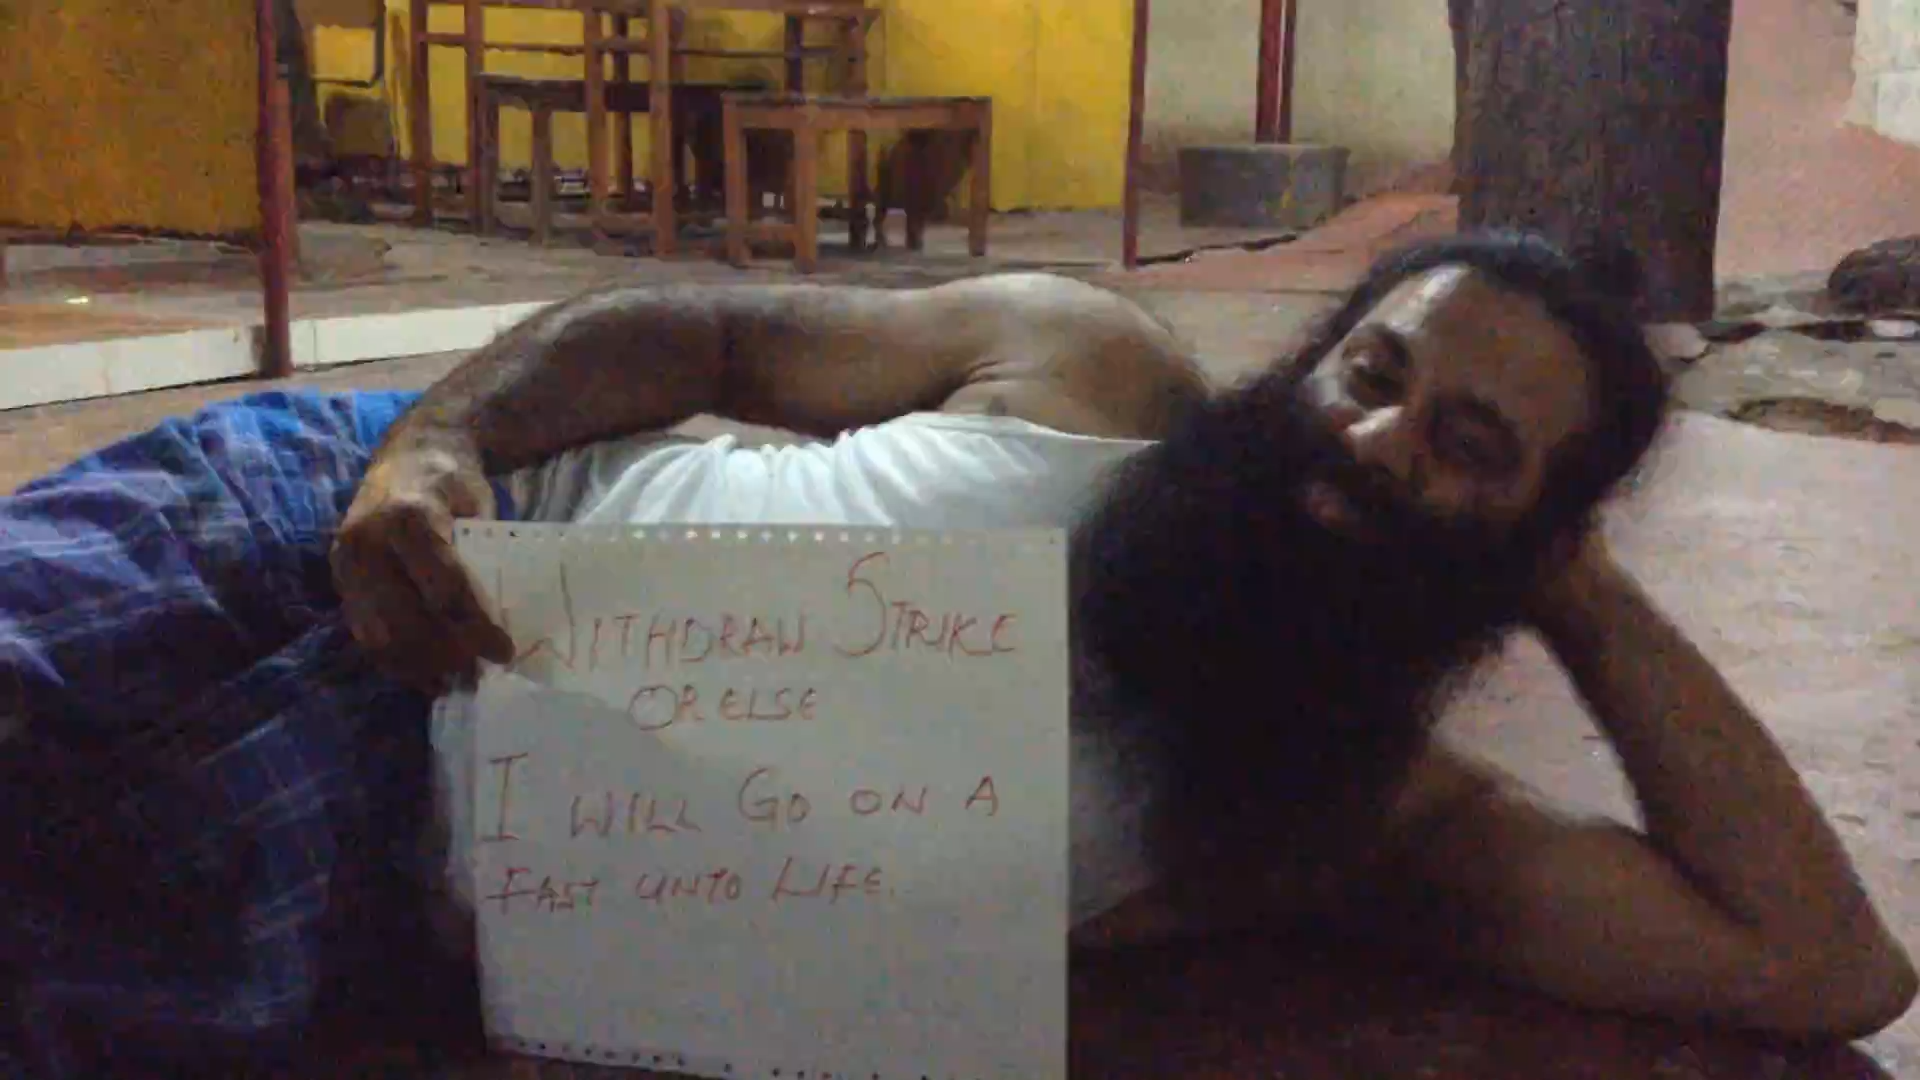 WITHDRAW STRIKE
OR ELSE
I WILL GO ON A
FAST UNTO LIFE.